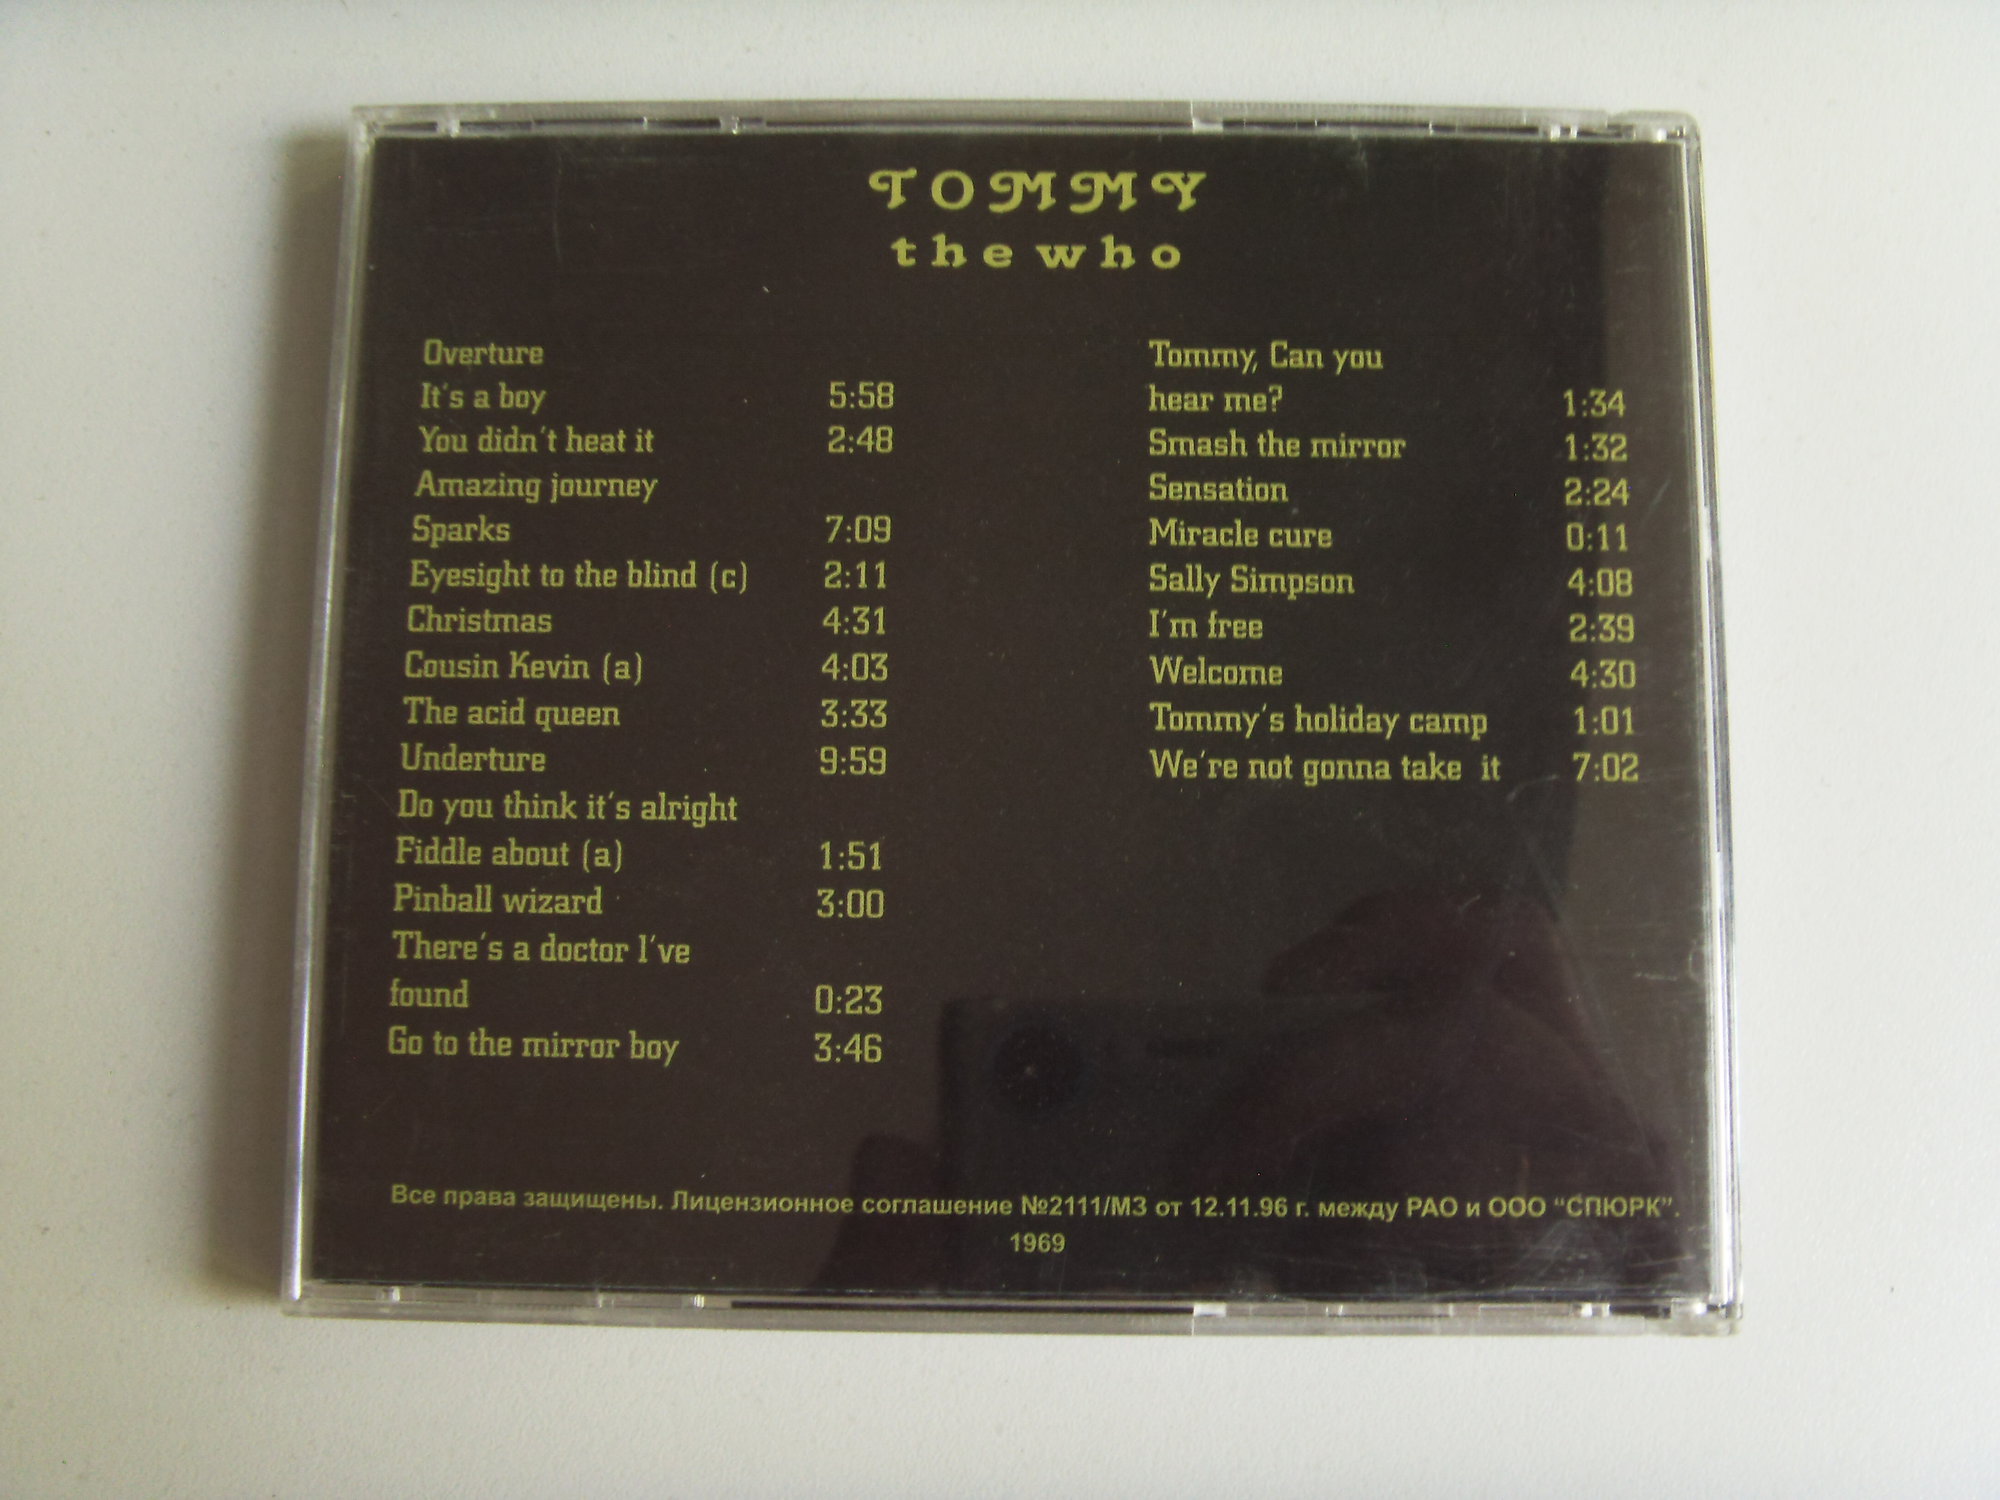 TOMMY
the who
Overture
It's a boy 5:58
You didn't heat it 2:48
Amazing journey
Sparks 7:09
Eyesight to the blind (c) 2:11
Christmas 4:31
Cousin Kevin (a) 4:03
The acid queen 3:33
Underture 9:59
Do you think it's alright
Fiddle about (a) 1:51
Pinball wizard 3:00
There's a doctor I've
found 0:23
Go to the mirror boy 3:46
Tommy, Can you
hear me? 1:34
Smash the mirror 1:32
Sensation 2:24
Miracle cure 0:11
Sally Simpson 4:08
I'm free 2:39
Welcome 4:30
Tommy's holiday camp 1:01
We're not gonna take it 7:02
Все права защищены. Лицензионное соглашение №2111/МЗ от 12.11.96 г. между РАО и ООО "СПЮРК".
1969